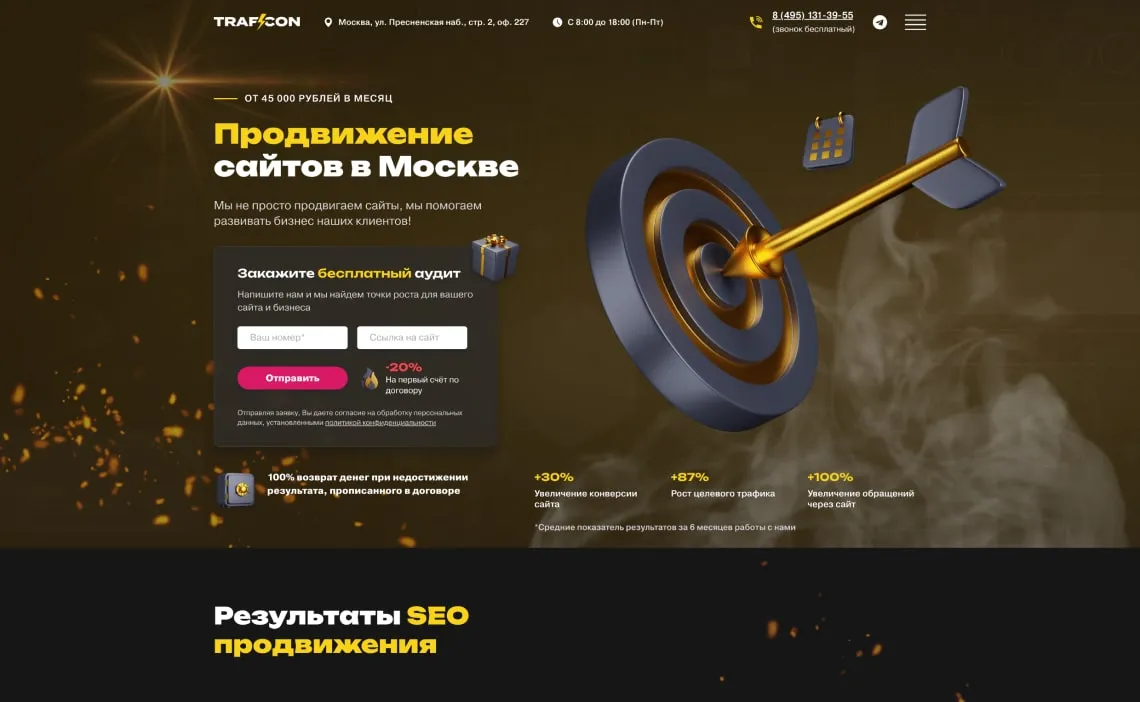 TRAFICON
Москва, ул. Пресненская наб., стр. 2, оф. 227
С 8:00 до 18:00 (Пн-Пт)
8 (495) 131-39-55
(звонок бесплатный)
ОТ 45 000 РУБЛЕЙ В МЕСЯЦ
Продвижение
сайтов в Москве
Мы не просто продвигаем сайты, мы помогаем
развивать бизнес наших клиентов!
Закажите бесплатный аудит
Напишите нам и мы найдем точки роста для вашего
сайта и бизнеса
Ваш номер*
Ссылка на сайт
Отправить
-20%
На первый счёт по
договору
Отправляя заявку, Вы даете согласие на обработку персональных
данных, установленными политикой конфиденциальности
100% возврат денег при недостижении
результата, прописанного в договоре
+30%
Увеличение конверсии
сайта
+87%
Рост целевого трафика
+100%
Увеличение обращений
через сайт
*Средние показатель результатов за 6 месяцев работы с нами
Результаты SEO
продвижения